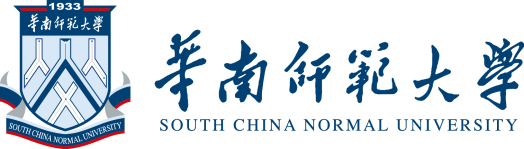 1933
華南師範大學
SOUTH CHINA NORMAL UNIVERSITY
華南師範大學
SOUTH CHINA NORMAL UNIVERSITY